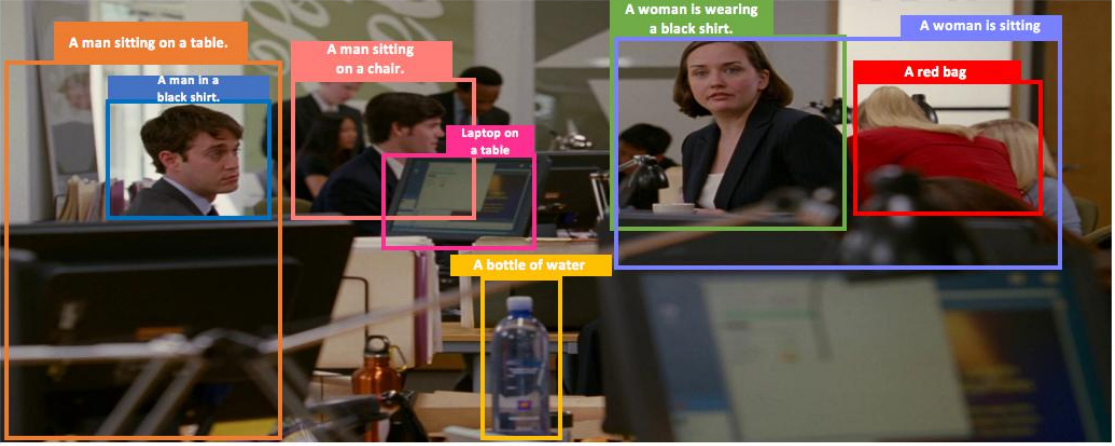 A man sitting on a table.
A man in a
black shirt.
A man sitting
on a chair.
Laptop on
a table
A woman is wearing
a black shirt.
A woman is sitting
A red bag
A bottle of water